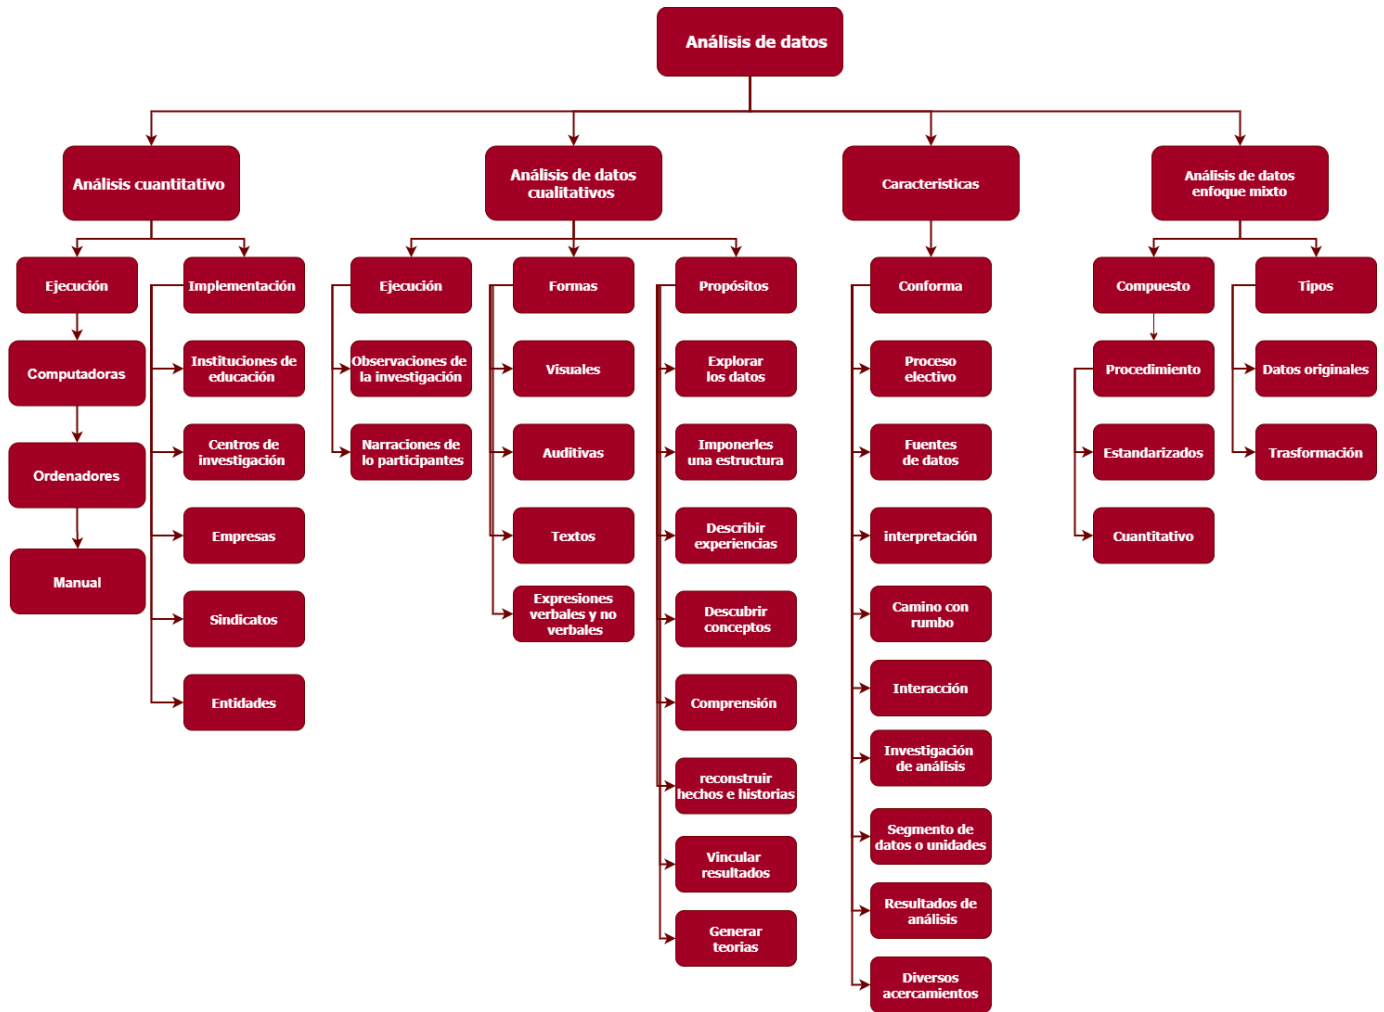 Análisis de datos
Análisis cuantitativo
Ejecución
Computadoras
Ordenadores
Manual
Implementación
Instituciones de
educación
Centros de
investigación
Empresas
Sindicatos
Entidades
Análisis de datos
cualitativos
Ejecución
Observaciones de
la investigación
Narraciones de
lo participantes
Formas
Visuales
Auditivas
Textos
Expresiones
verbales y no
verbales
Propósitos
Explorar
los datos
Imponerles
una estructura
Describir
experiencias
Descubrir
conceptos
Comprensión
reconstruir
hechos e historias
Vincular
resultados
Generar
teorias
Caracteristicas
Conforma
Proceso
electivo
Fuentes
de datos
interpretación
Camino con
rumbo
Interacción
Investigación
de análisis
Segmento de
datos o unidades
Resultados de
análisis
Diversos
acercamientos
Análisis de datos
enfoque mixto
Compuesto
Procedimiento
Estandarizados
Cuantitativo
Tipos
Datos originales
Trasformación